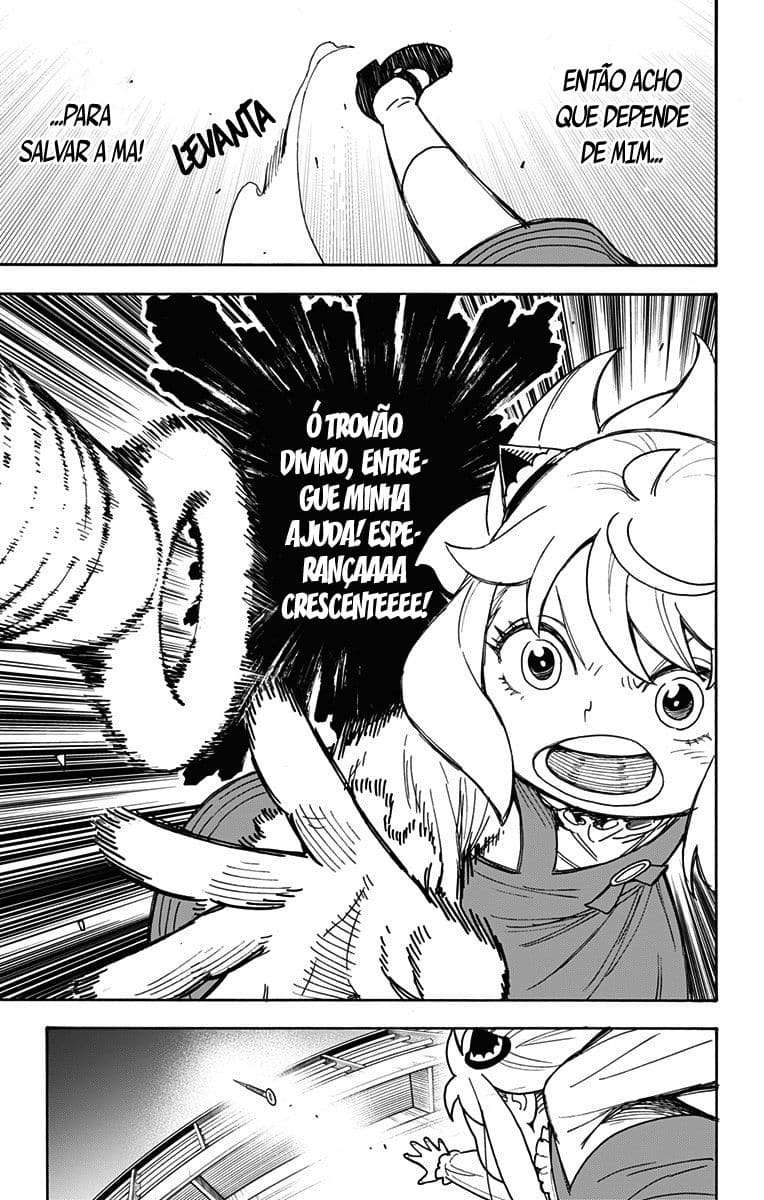 ENTÃO ACHO
QUE DEPENDE
DE MIM...
LEVANTA
...PARA
SALVAR A MA!
Ó TROVÃO
DIVINO, ENTRE-
GUE MINHA
AJUDA! ESPE-
RANÇAAAA
CRESCENTEEEE!